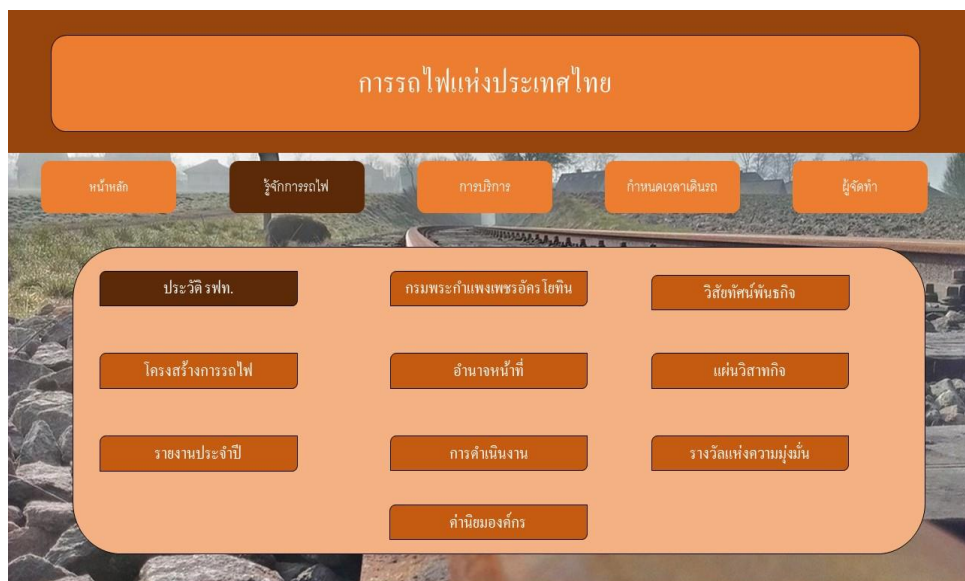 การรถไฟแห่งประเทศไทย
หน้าหลัก
รู้จักการรถไฟ
การบริการ
กำหนดเวลาเดินรถ
ผู้จัดทำ
ประวัติ รฟท.
กรมพระกำแพงเพชรอัครโยทิน
วิสัยทัศน์พันธกิจ
โครงสร้างการรถไฟ
อำนาจหน้าที่
แผ่นวิสาทกิจ
รายงานประจำปี
การดำเนินงาน
รางวัลแห่งความมุ่งมั่น
ค่านิยมองค์กร